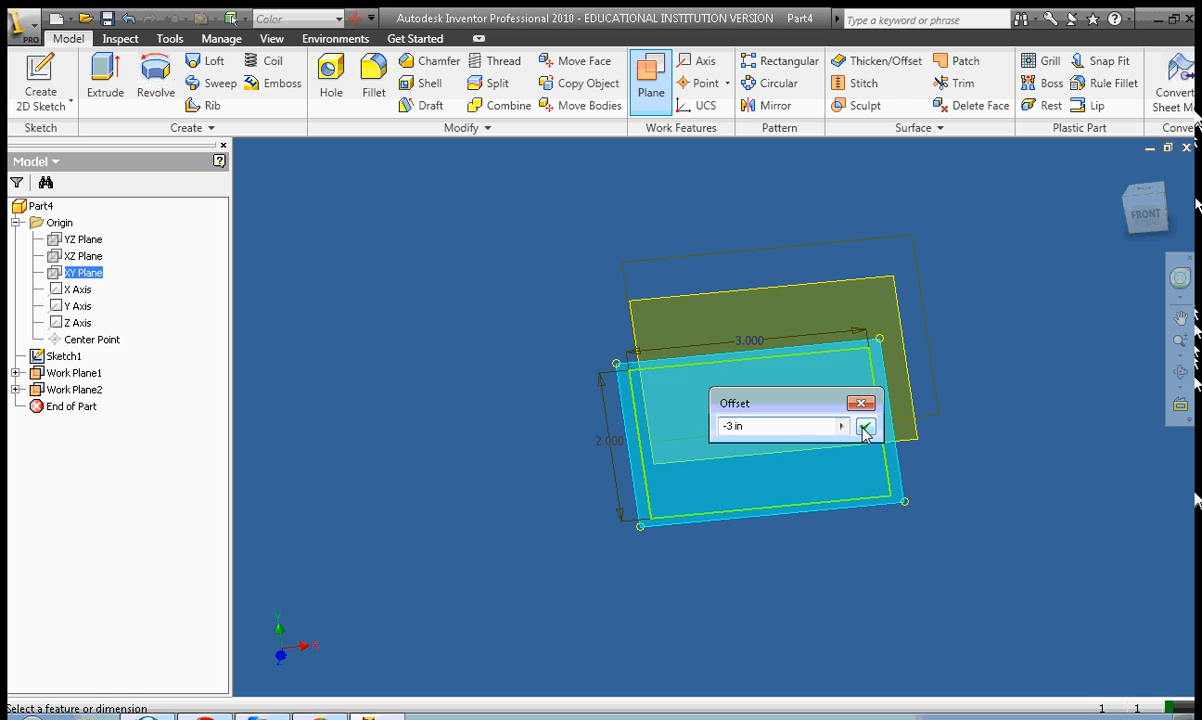 Color
Autodesk Inventor Professional 2010 - EDUCATIONAL INSTITUTION VERSION Part4
Type a keyword or phrase
PRO
Model Inspect Tools Manage View Environments Get Started
Create
2D Sketch
Extrude
Revolve
Loft
Sweep
Rib
Coil
Emboss
Hole
Fillet
Chamfer
Shell
Draft
Thread
Split
Combine
Move Face
Copy Object
Move Bodies
Plane
Axis
Point
UCS
Rectangular
Circular
Mirror
Thicken/Offset
Stitch
Sculpt
Patch
Trim
Delete Face
Grill
Boss
Rest
Snap Fit
Rule Fillet
Lip
Convert
Sheet M
Sketch
Create
Modify
Work Features
Pattern
Surface
Plastic Part
Conve
Model
Part4
Origin
YZ Plane
XZ Plane
XY Plane
X Axis
Y Axis
Z Axis
Center Point
Sketch1
Work Plane1
Work Plane2
End of Part
FRONT
3.000
2.000
Offset
-3 in
Y
X
Z
Select a feature or dimension
1 1